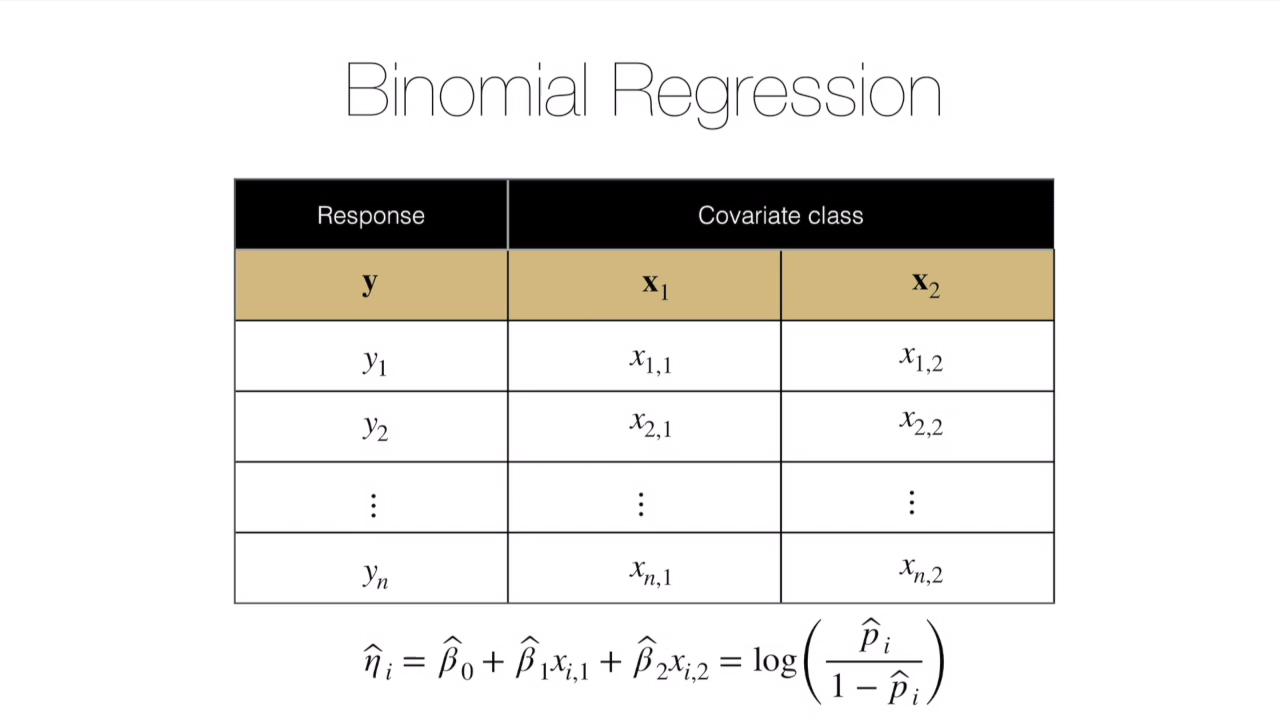 Binomial Regression
Response Covariate class
y x₁ x₂
y₁ x₁,₁ x₁,₂
y₂ x₂,₁ x₂,₂
⋮ ⋮ ⋮
yₙ xₙ,₁ xₙ,₂
η̂ᵢ = β̂₀ + β̂₁xᵢ,₁ + β̂₂xᵢ,₂ = log(p̂ᵢ / (1 − p̂ᵢ))